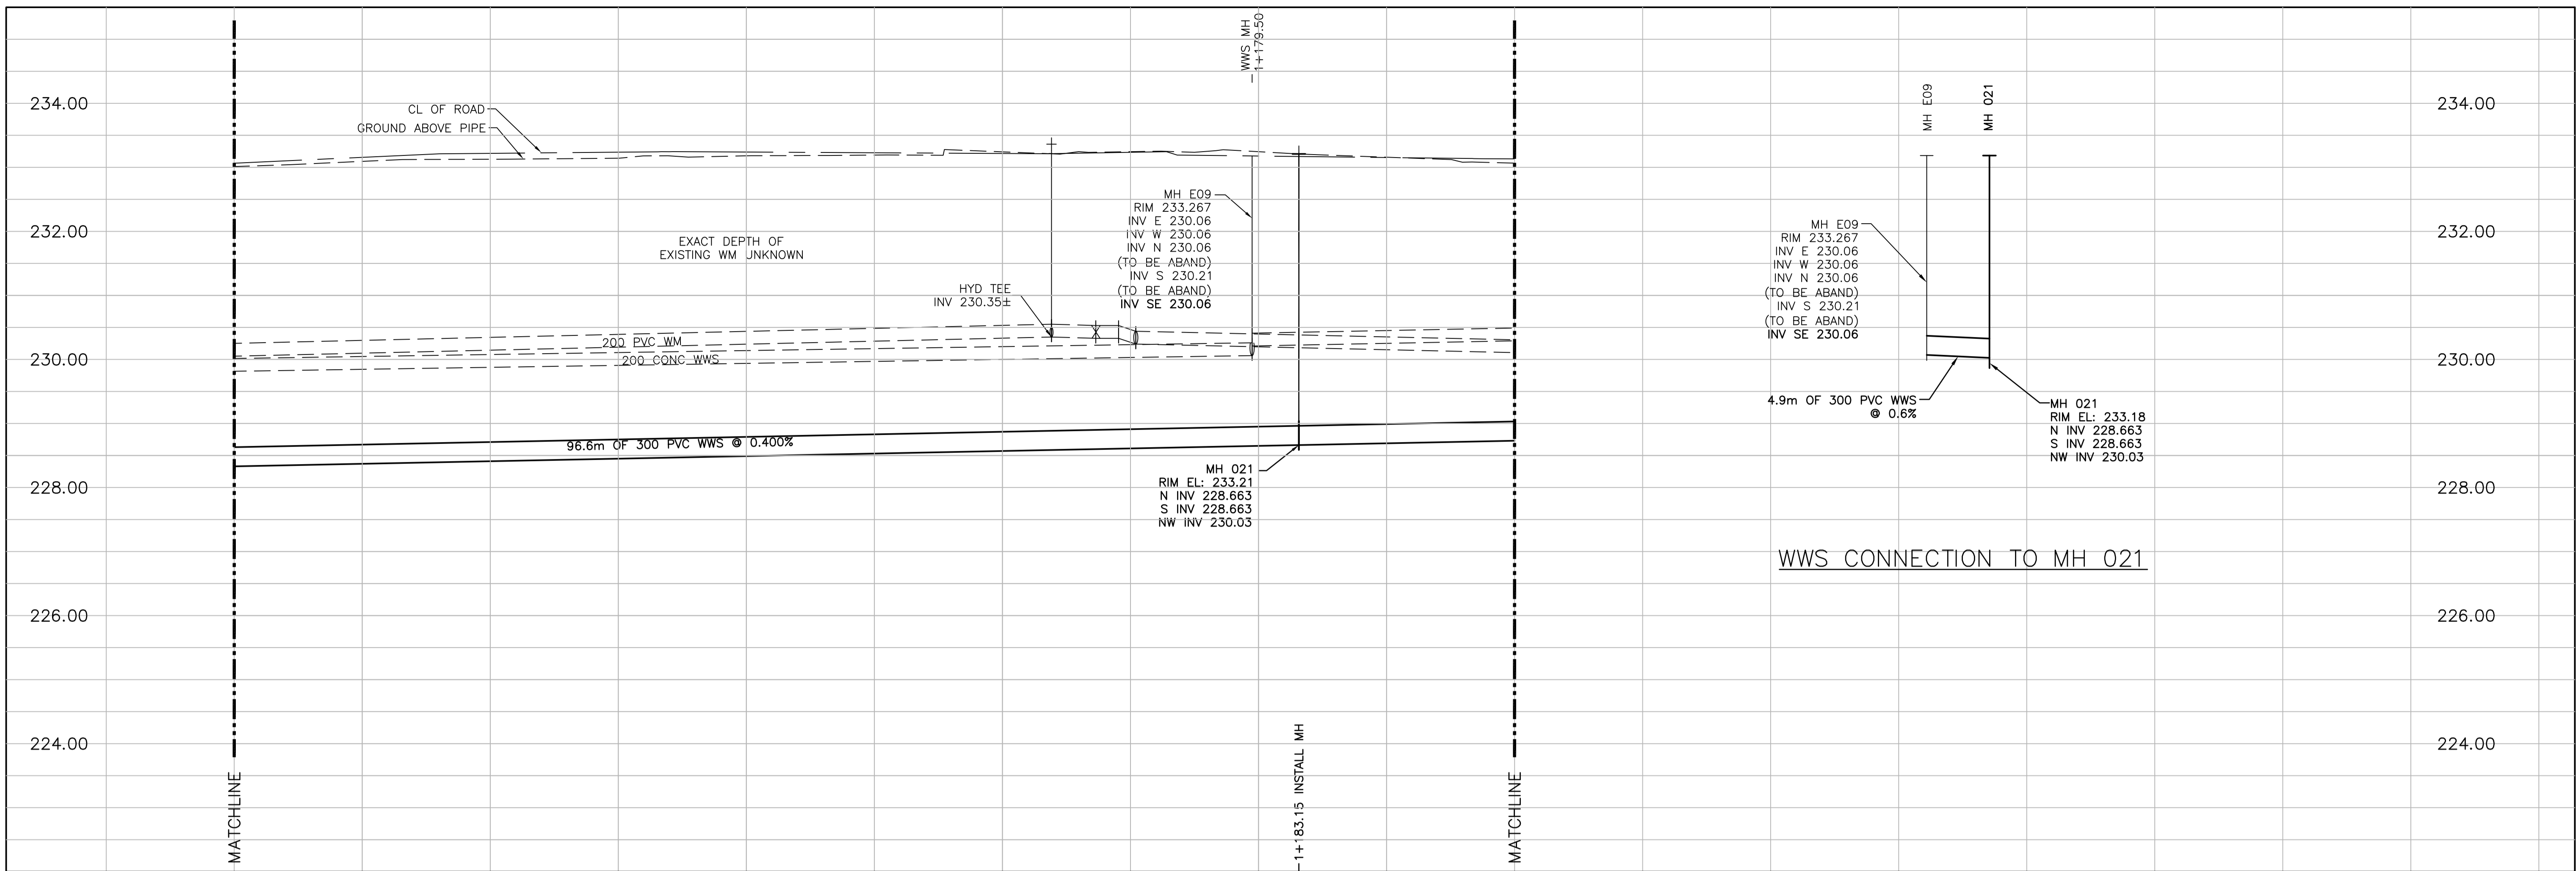 WWS MH
1+179.50
234.00
CL OF ROAD
GROUND ABOVE PIPE
MH E09
RIM 233.267
INV E 230.06
INV W 230.06
INV N 230.06
(TO BE ABAND)
INV S 230.21
(TO BE ABAND)
INV SE 230.06
232.00
EXACT DEPTH OF
EXISTING WM UNKNOWN
HYD TEE
INV 230.35±
200 PVC WM
200 CONC WWS
230.00
96.6m OF 300 PVC WWS @ 0.400%
MH 021
RIM EL: 233.21
N INV 228.663
S INV 228.663
NW INV 230.03
228.00
226.00
224.00
MATCHLINE
1+183.15 INSTALL MH
MATCHLINE
MH E09
MH 021
234.00
MH E09
RIM 233.267
INV E 230.06
INV W 230.06
INV N 230.06
(TO BE ABAND)
INV S 230.21
(TO BE ABAND)
INV SE 230.06
232.00
230.00
4.9m OF 300 PVC WWS
@ 0.6%
MH 021
RIM EL: 233.18
N INV 228.663
S INV 228.663
NW INV 230.03
228.00
WWS CONNECTION TO MH 021
226.00
224.00